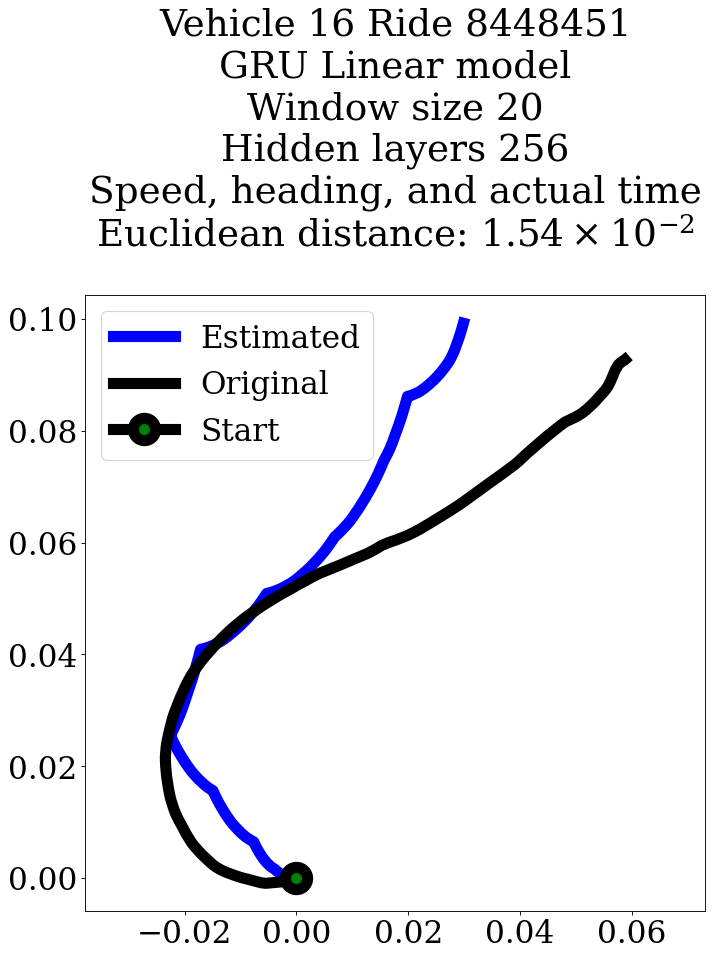 Vehicle 16 Ride 8448451
GRU Linear model
Window size 20
Hidden layers 256
Speed, heading, and actual time
Euclidean distance: 1.54 × 10⁻²
Estimated
Original
Start
0.10
0.08
0.06
0.04
0.02
0.00
−0.02 0.00 0.02 0.04 0.06